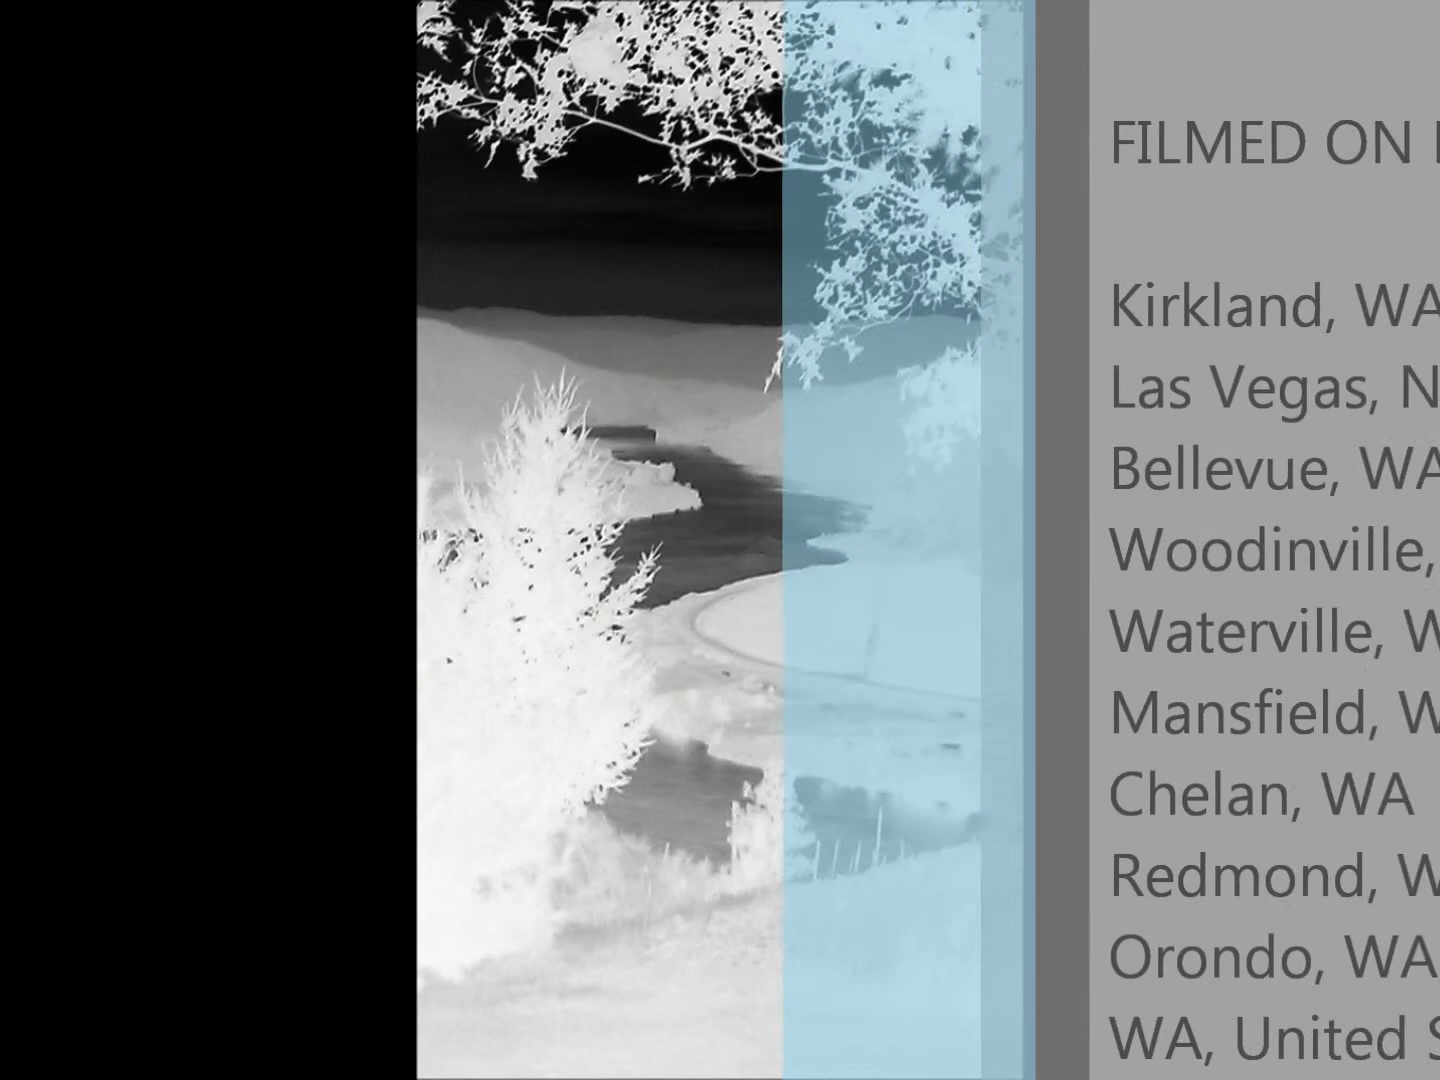 FILMED ON
Kirkland, WA
Las Vegas, N
Bellevue, WA
Woodinville,
Waterville, W
Mansfield, W
Chelan, WA
Redmond, W
Orondo, WA
WA, United S